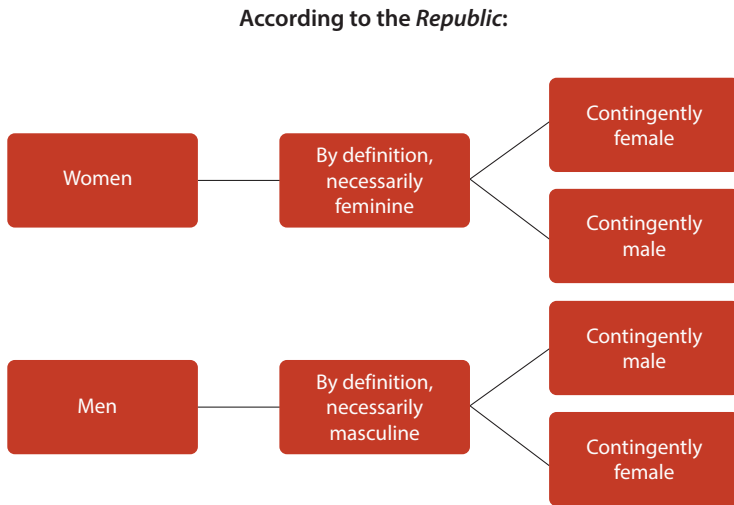 According to the Republic:
Women
By definition,
necessarily
feminine
Contingently
female
Contingently
male
Men
By definition,
necessarily
masculine
Contingently
male
Contingently
female